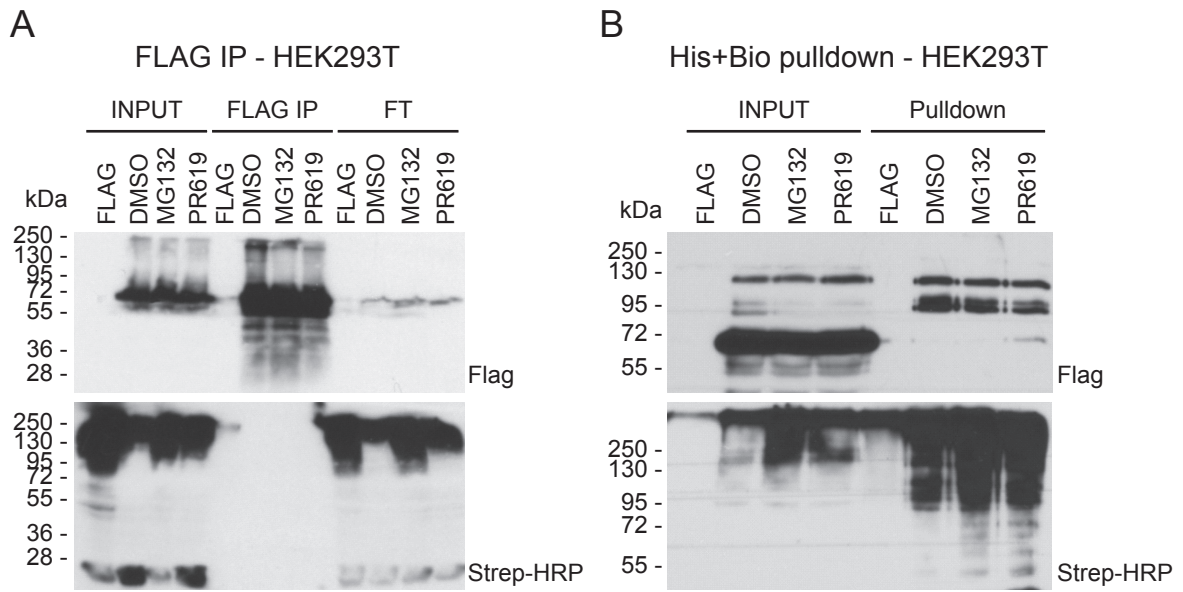 A
FLAG IP - HEK293T
INPUT FLAG IP FT
kDa
FLAG DMSO MG132 PR619 FLAG DMSO MG132 PR619 FLAG DMSO MG132 PR619
250 -
130 -
95 -
72 -
55 -
36 -
28 -
Flag
250 -
130 -
95 -
72 -
55 -
36 -
28 -
Strep-HRP
B
His+Bio pulldown - HEK293T
INPUT Pulldown
kDa
FLAG DMSO MG132 PR619 FLAG DMSO MG132 PR619
250 -
130 -
95 -
72 -
55 -
Flag
250 -
130 -
95 -
72 -
55 -
Strep-HRP